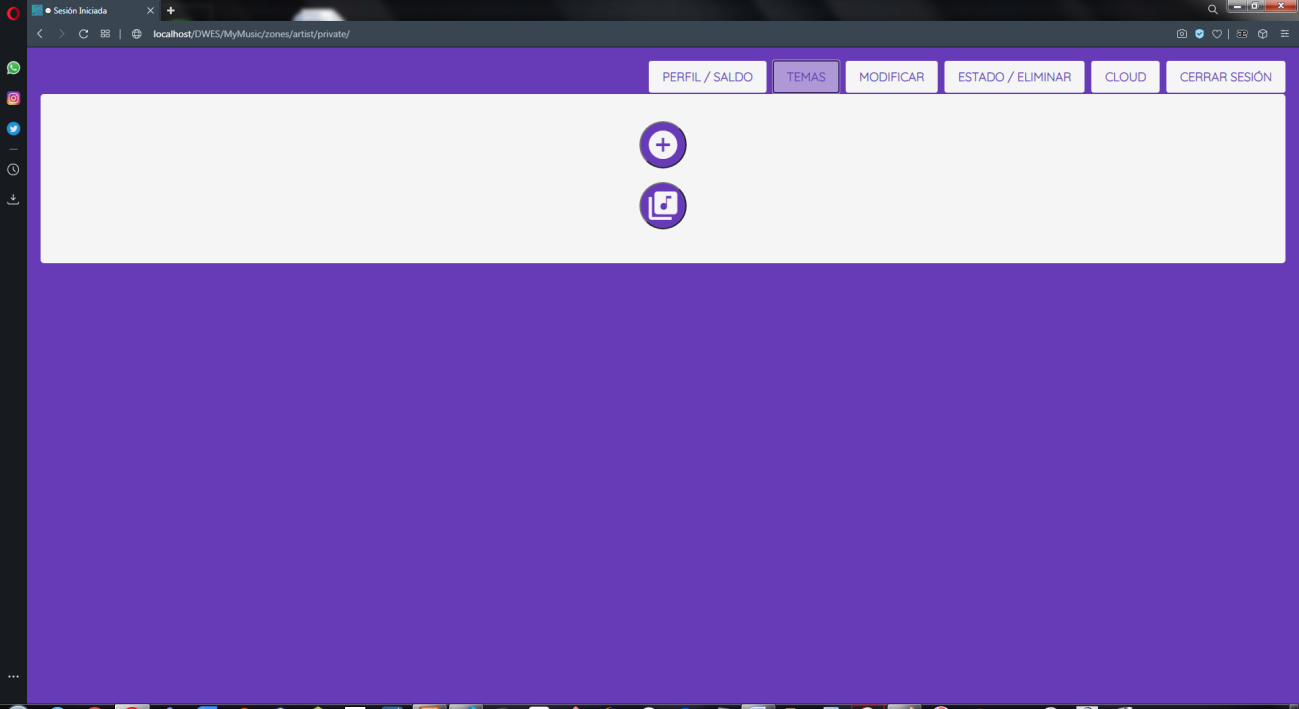 Sesión Iniciada
localhost/DWES/MyMusic/zones/artist/private/
PERFIL / SALDO TEMAS MODIFICAR ESTADO / ELIMINAR CLOUD CERRAR SESIÓN